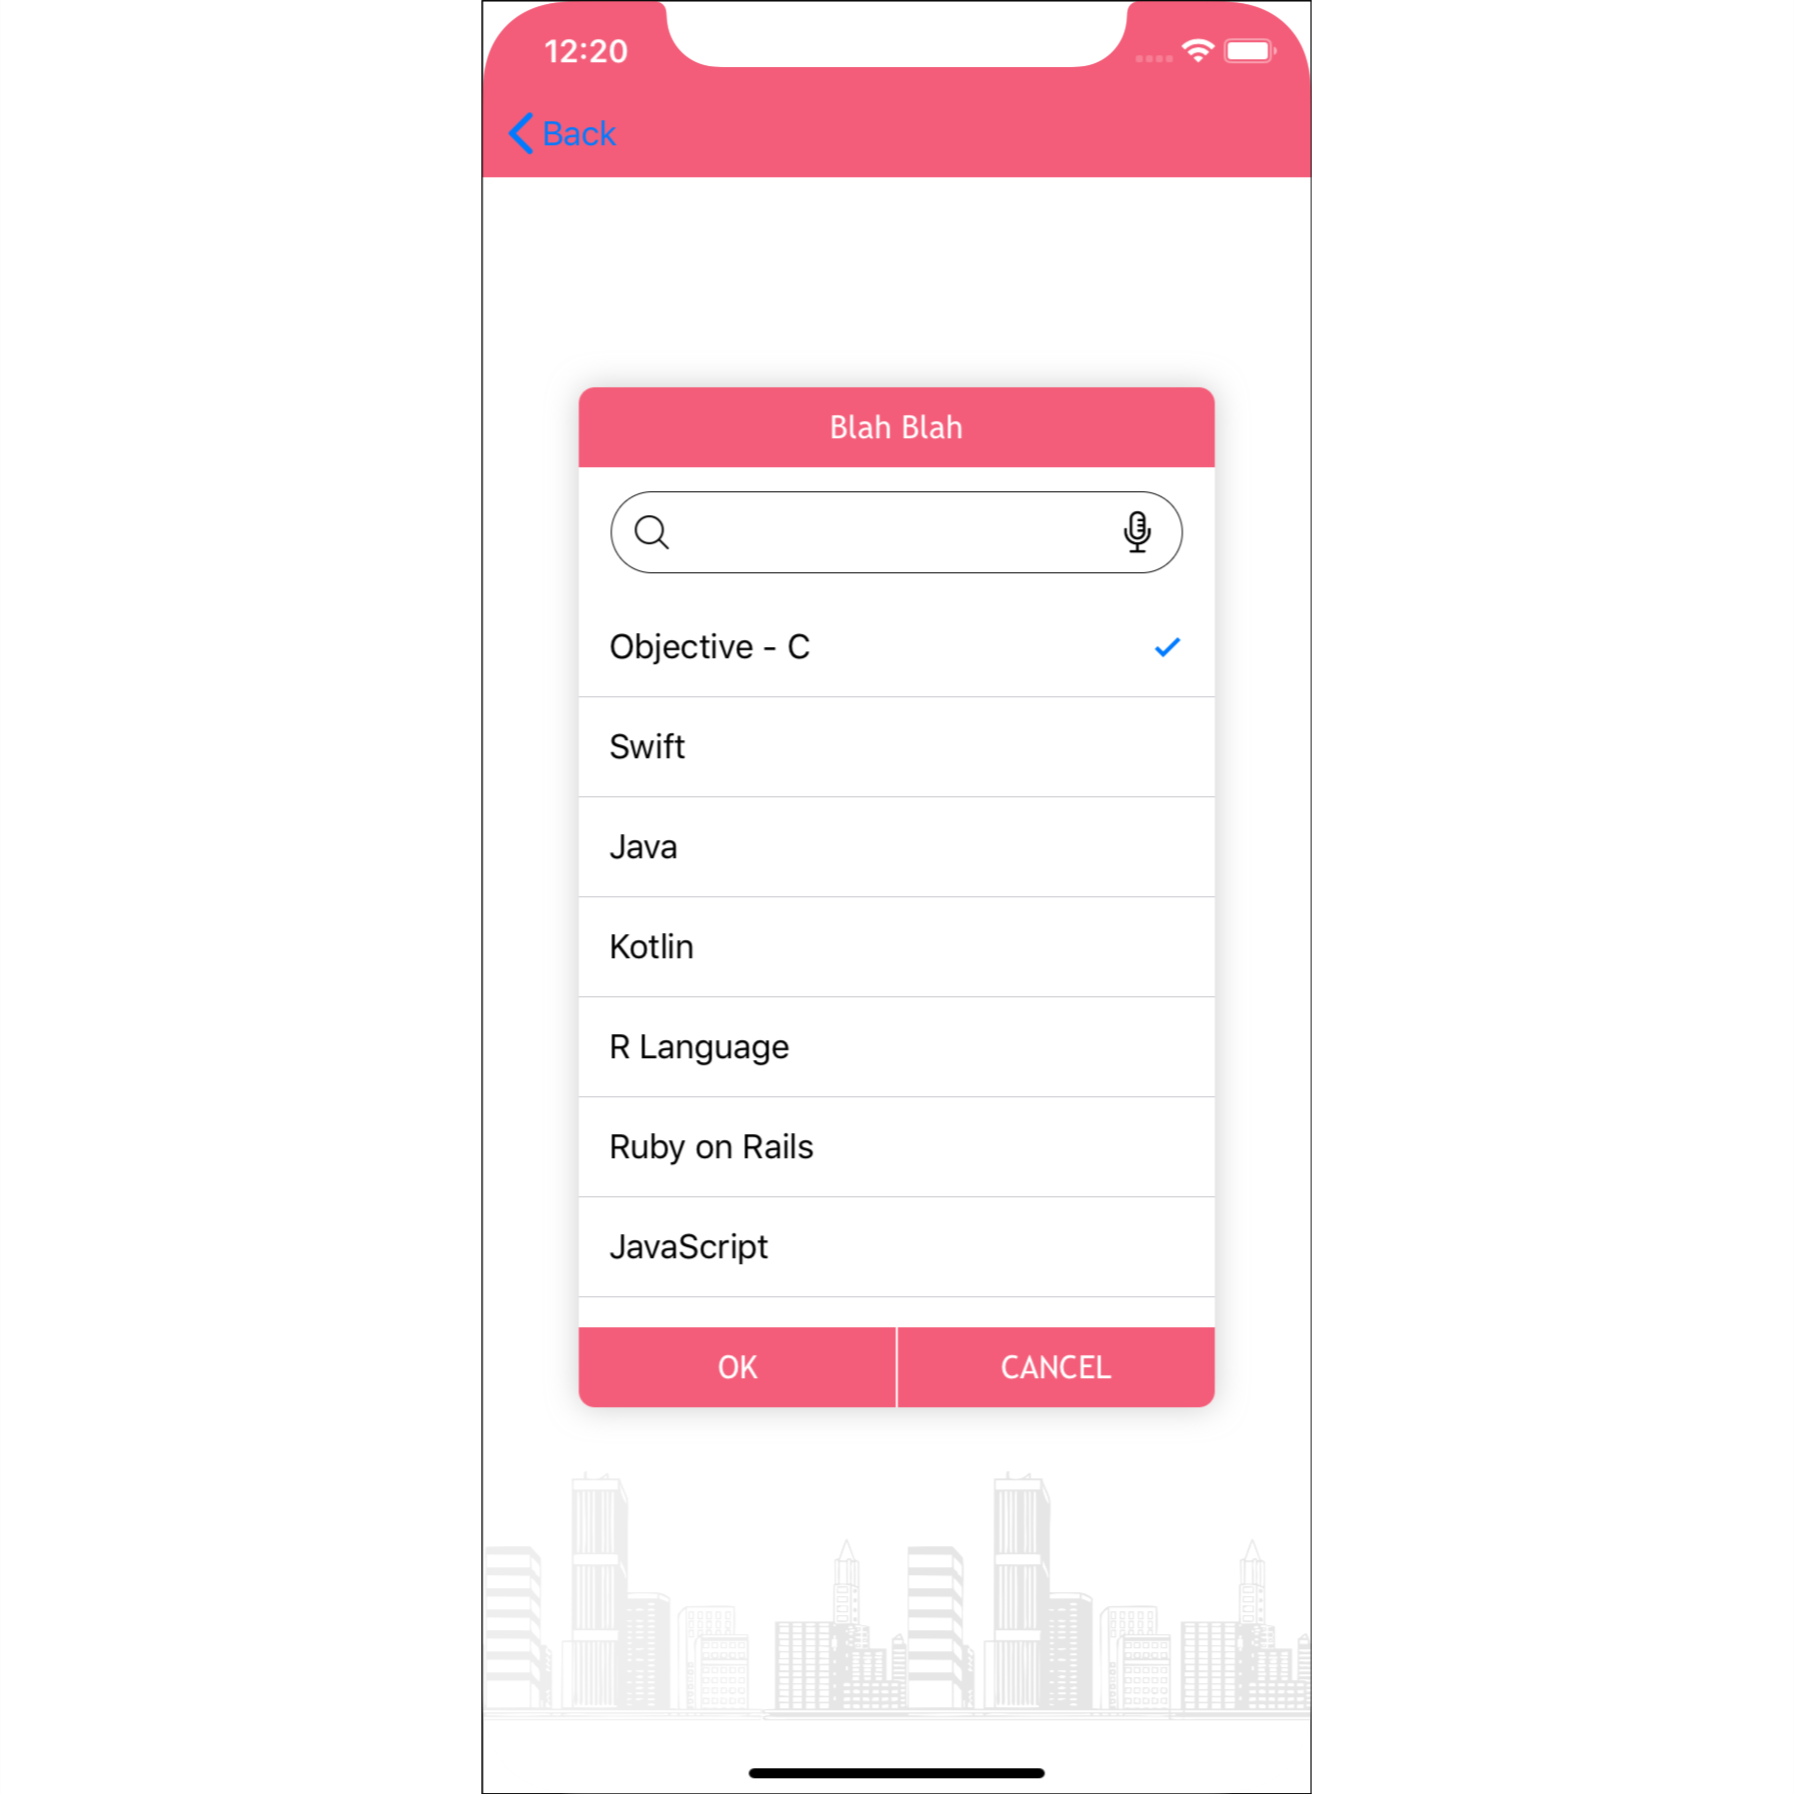 12:20
Back
Blah Blah
Objective - C
Swift
Java
Kotlin
R Language
Ruby on Rails
JavaScript
OK
CANCEL